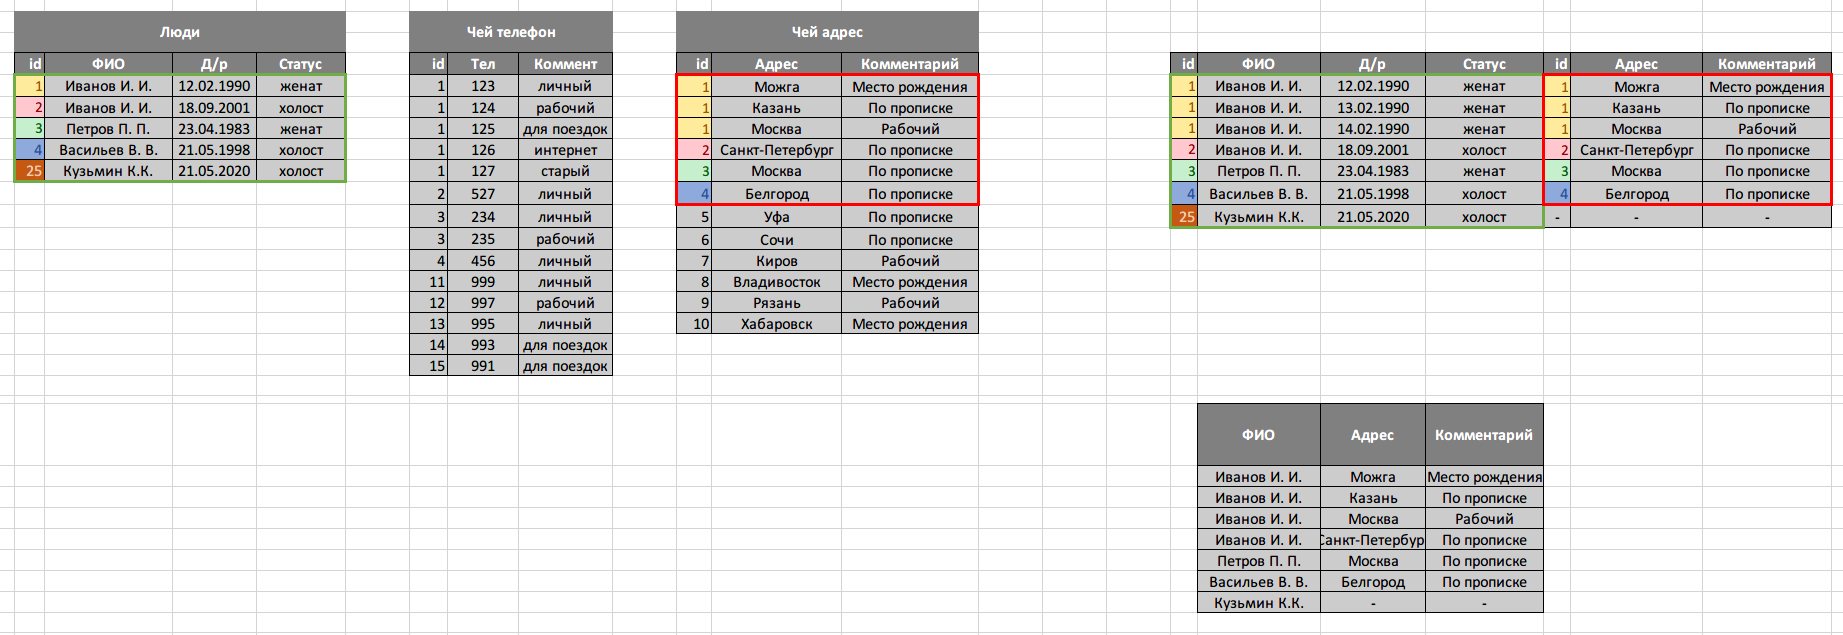 Люди
id ФИО Д/р Статус
1 Иванов И. И. 12.02.1990 женат
2 Иванов И. И. 18.09.2001 холост
3 Петров П. П. 23.04.1983 женат
4 Васильев В. В. 21.05.1998 холост
25 Кузьмин К.К. 21.05.2020 холост
Чей телефон
id Тел Коммент
1 123 личный
1 124 рабочий
1 125 для поездок
1 126 интернет
1 127 старый
2 527 личный
3 234 личный
3 235 рабочий
4 456 личный
11 999 личный
12 997 рабочий
13 995 личный
14 993 для поездок
15 991 для поездок
Чей адрес
id Адрес Комментарий
1 Можга Место рождения
1 Казань По прописке
1 Москва Рабочий
2 Санкт-Петербург По прописке
3 Москва По прописке
4 Белгород По прописке
5 Уфа По прописке
6 Сочи По прописке
7 Киров Рабочий
8 Владивосток Место рождения
9 Рязань Рабочий
10 Хабаровск Место рождения
id ФИО Д/р Статус id Адрес Комментарий
1 Иванов И. И. 12.02.1990 женат 1 Можга Место рождения
1 Иванов И. И. 13.02.1990 женат 1 Казань По прописке
1 Иванов И. И. 14.02.1990 женат 1 Москва Рабочий
2 Иванов И. И. 18.09.2001 холост 2 Санкт-Петербург По прописке
3 Петров П. П. 23.04.1983 женат 3 Москва По прописке
4 Васильев В. В. 21.05.1998 холост 4 Белгород По прописке
25 Кузьмин К.К. 21.05.2020 холост - - -
ФИО Адрес Комментарий
Иванов И. И. Можга Место рождения
Иванов И. И. Казань По прописке
Иванов И. И. Москва Рабочий
Иванов И. И. Санкт-Петербур По прописке
Петров П. П. Москва По прописке
Васильев В. В. Белгород По прописке
Кузьмин К.К. - -